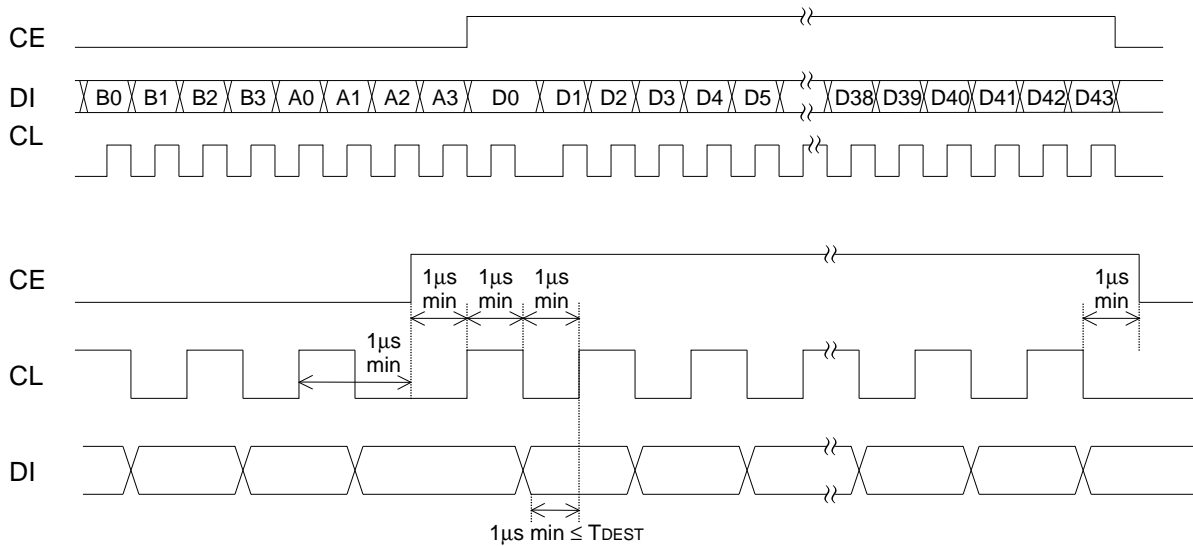 CE
DI B0 B1 B2 B3 A0 A1 A2 A3 D0 D1 D2 D3 D4 D5 D38 D39 D40 D41 D42 D43
CL
CE
1μs min
1μs min
1μs min
1μs min
1μs min
CL
DI
1μs min ≤ TDEST